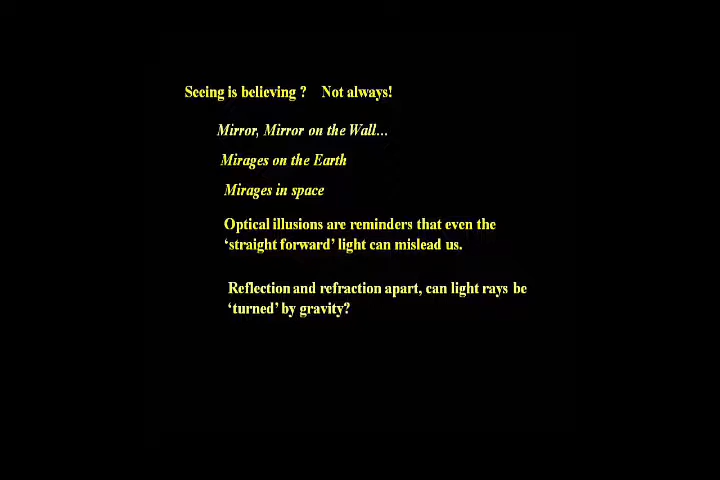 Seeing is believing ? Not always!
Mirror, Mirror on the Wall...
Mirages on the Earth
Mirages in space
Optical illusions are reminders that even the
‘straight forward’ light can mislead us.
Reflection and refraction apart, can light rays be
‘turned’ by gravity?